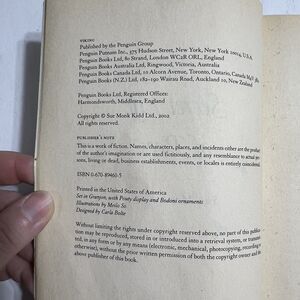 VIKING
Published by the Penguin Group
Penguin Putnam Inc., 375 Hudson Street, New York, New York 10014, U.S.A.
Penguin Books Ltd, 80 Strand, London WC2R 0RL, England
Penguin Books Australia Ltd, Ringwood, Victoria, Australia
Penguin Books Canada Ltd, 10 Alcorn Avenue, Toronto, Ontario, Canada M4V
Penguin Books (N.Z.) Ltd, 182–190 Wairau Road, Auckland 10, New Zealand
Penguin Books Ltd, Registered Offices:
Harmondsworth, Middlesex, England
Copyright © Sue Monk Kidd Ltd., 2002
All rights reserved.
PUBLISHER'S NOTE
This is a work of fiction. Names, characters, places, and incidents either are the product
of the author's imagination or are used fictitiously, and any resemblance to actual per-
sons, living or dead, business establishments, events, or locales is entirely coincidental.
ISBN 0-670-89460-5
Printed in the United States of America
Set in Granjon, with Pouty display and Bodoni ornaments
Illustrations by Meilo So
Designed by Carla Bolte
Without limiting the rights under copyright reserved above, no part of this publica-
tion may be reproduced, stored in or introduced into a retrieval system, or transmit-
ted, in any form or by any means (electronic, mechanical, photocopying, recording or
otherwise), without the prior written permission of both the copyright owner and the
above publisher of this book.